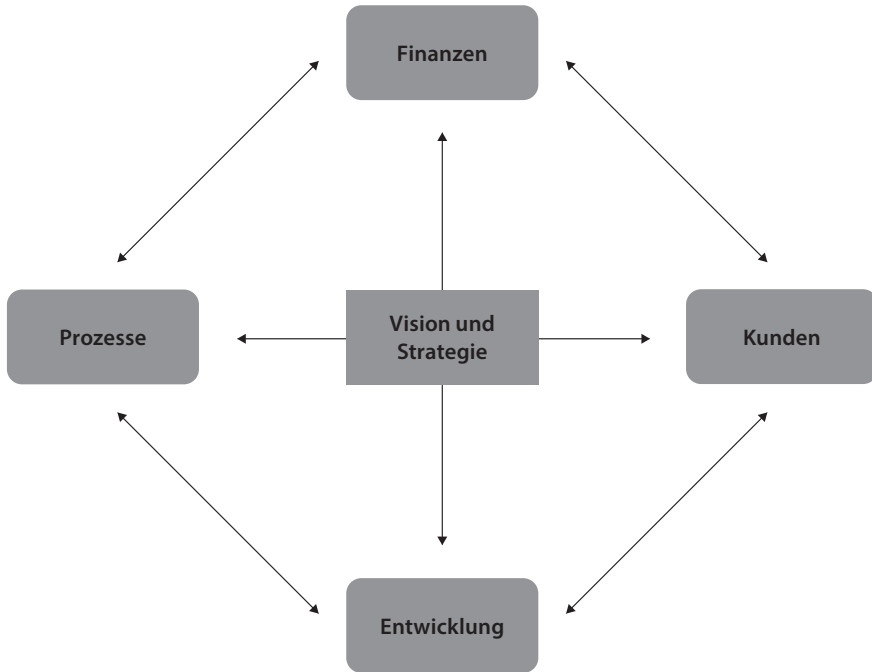 Finanzen
Prozesse
Vision und
Strategie
Kunden
Entwicklung